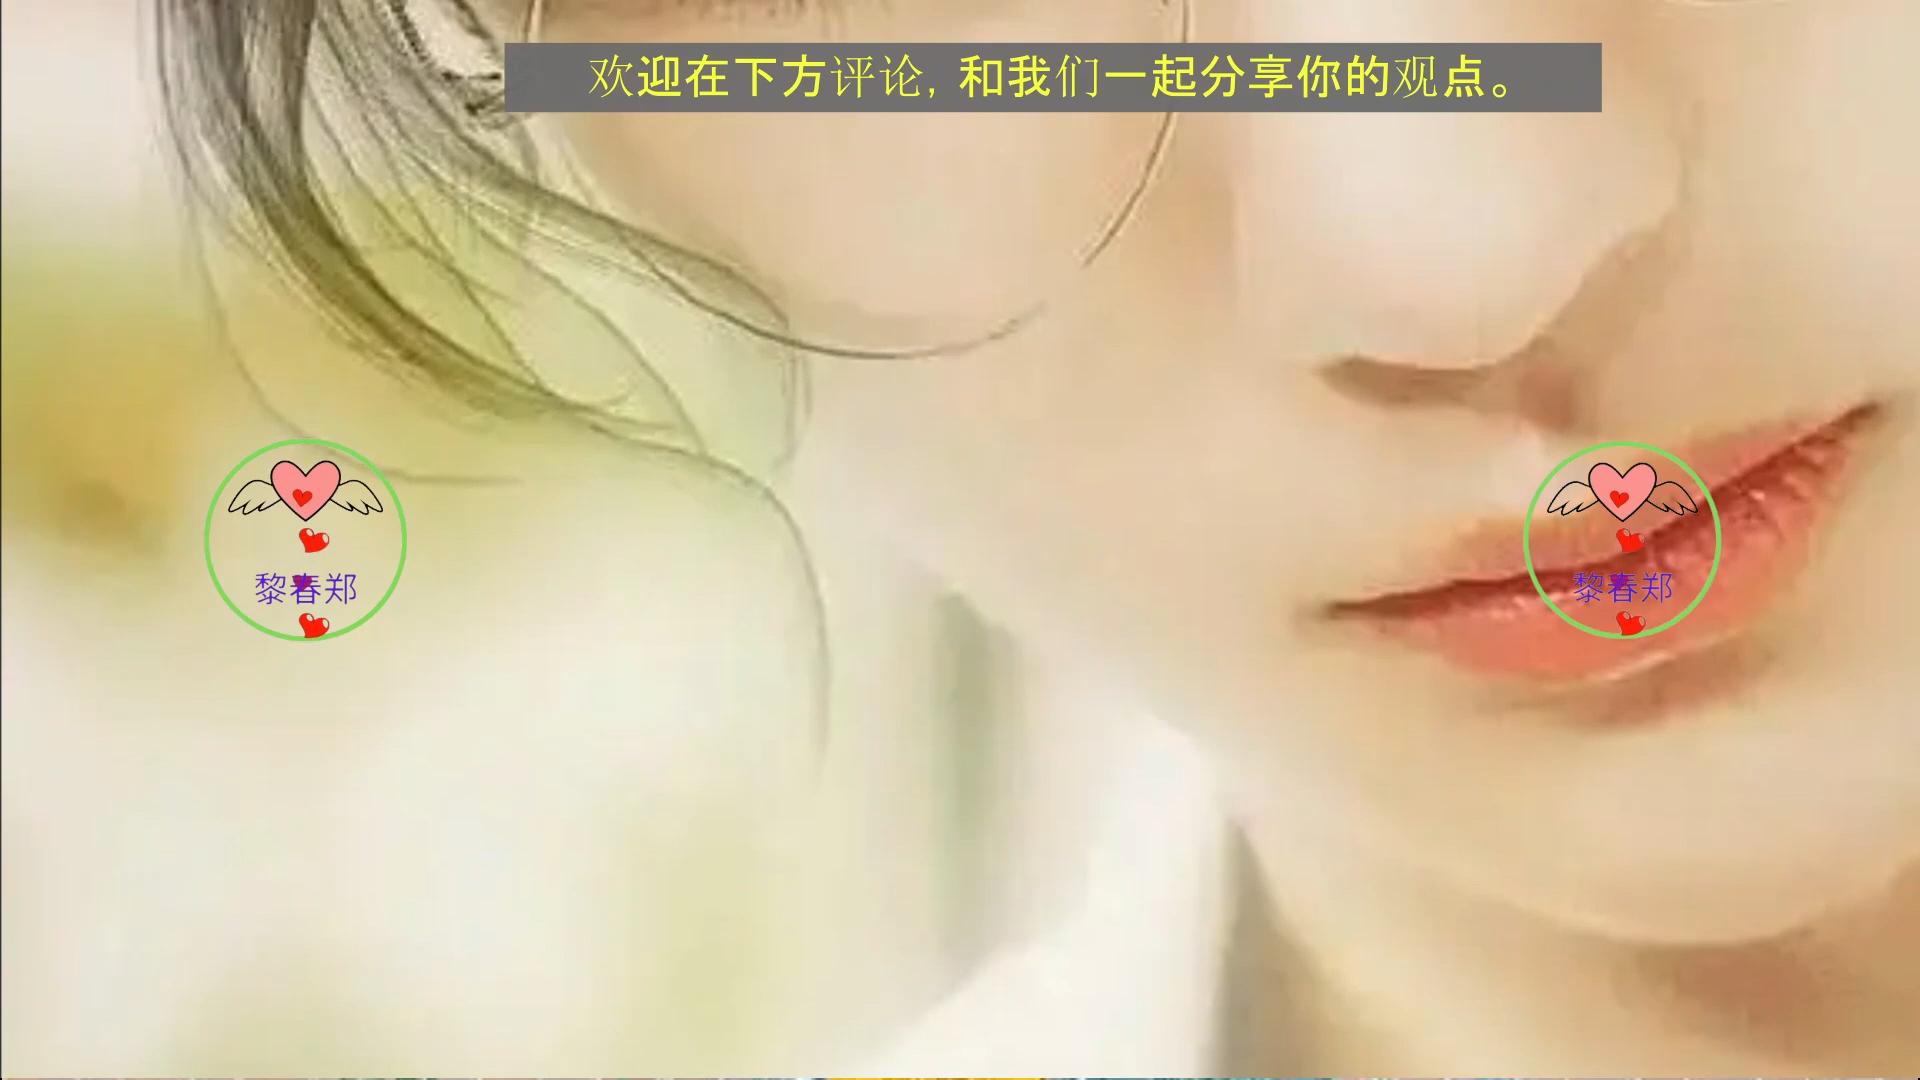 欢迎在下方评论, 和我们一起分享你的观点。
黎春郑
黎春郑